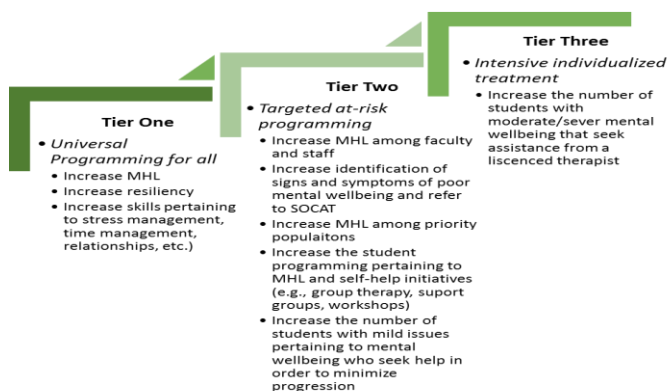 Tier One
• Universal
Programming for all
• Increase MHL
• Increase resiliency
• Increase skills pertaining
to stress management,
time management,
relationships, etc.)
Tier Two
• Targeted at-risk
programming
• Increase MHL among faculty
and staff
• Increase identification of
signs and symptoms of poor
mental wellbeing and refer
to SOCAT
• Increase MHL among priority
populaitons
• Increase the student
programming pertaining to
MHL and self-help initiatives
(e.g., group therapy, suport
groups, workshops)
• Increase the number of
students with mild issues
pertaining to mental
wellbeing who seek help in
order to minimize
progression
Tier Three
• Intensive individualized
treatment
• Increase the number of
students with
moderate/sever mental
wellbeing that seek
assistance from a
liscenced therapist